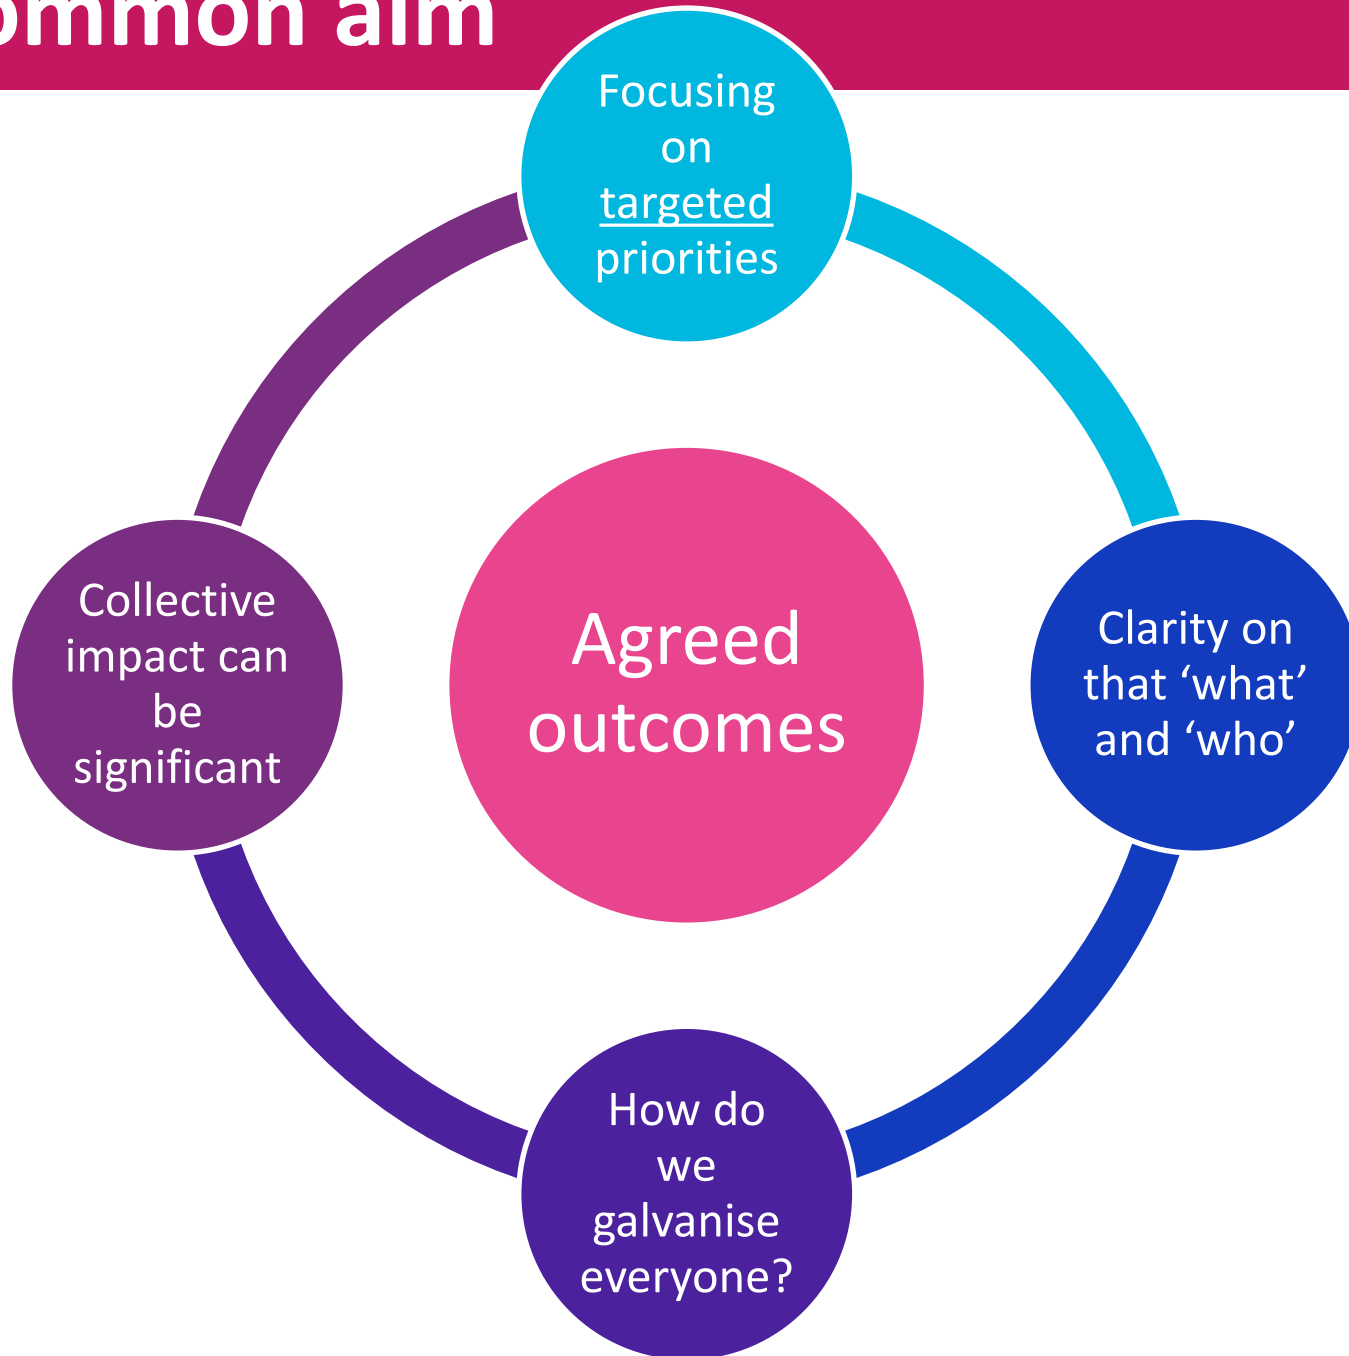 ommon aim
Focusing
on
targeted
priorities
Collective
impact can
be
significant
Agreed
outcomes
Clarity on
that ‘what’
and ‘who’
How do
we
galvanise
everyone?